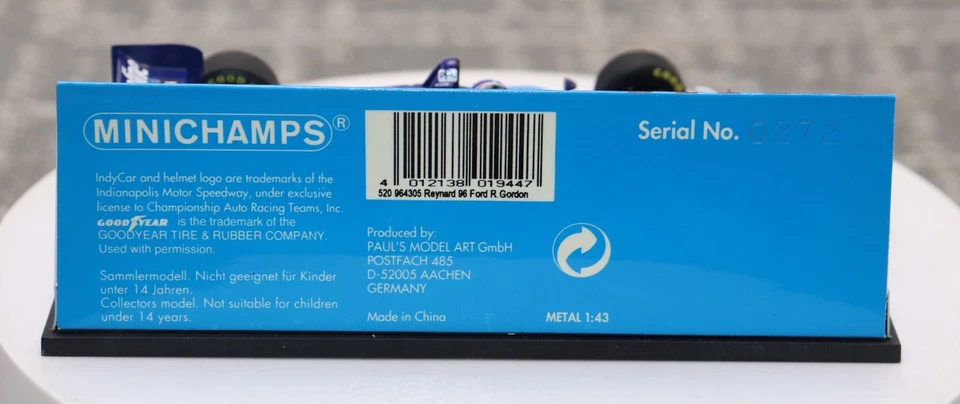 MINICHAMPS®
IndyCar and helmet logo are trademarks of the
Indianapolis Motor Speedway, under exclusive
license to Championship Auto Racing Teams, Inc.
GOODYEAR is the trademark of the
GOODYEAR TIRE & RUBBER COMPANY.
Used with permission.
Sammlermodell. Nicht geeignet für Kinder
unter 14 Jahren.
Collectors model. Not suitable for children
under 14 years.
4 012138 019447
520 964305 Reynard 96 Ford R.Gordon
Produced by:
PAUL'S MODEL ART GmbH
POSTFACH 485
D-52005 AACHEN
GERMANY
Made in China
METAL 1:43
Serial No. 0272